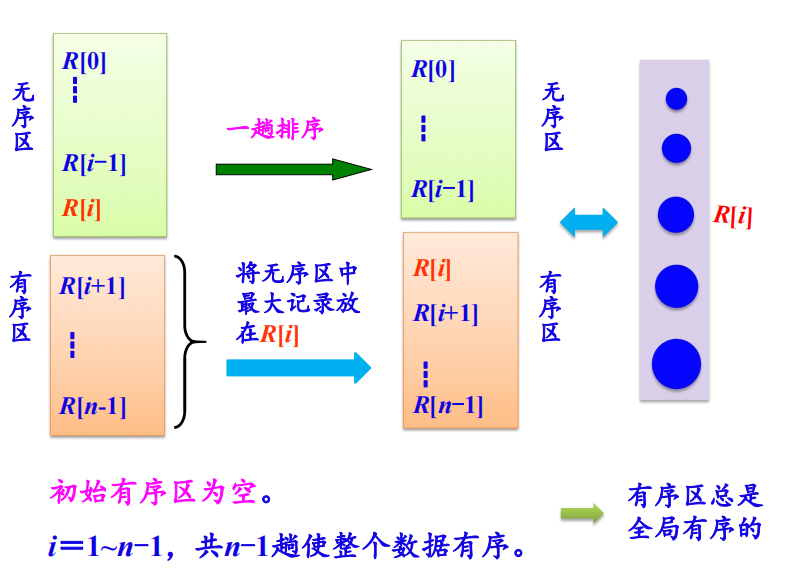 无序区
R[0]
⋮
R[i−1]
R[i]
有序区
R[i+1]
⋮
R[n-1]
一趟排序
将无序区中
最大记录放
在R[i]
R[0]
⋮
R[i−1]
无序区
R[i]
R[i+1]
⋮
R[n−1]
有序区
R[i]
初始有序区为空。
i＝1~n−1，共n−1趟使整个数据有序。
有序区总是
全局有序的